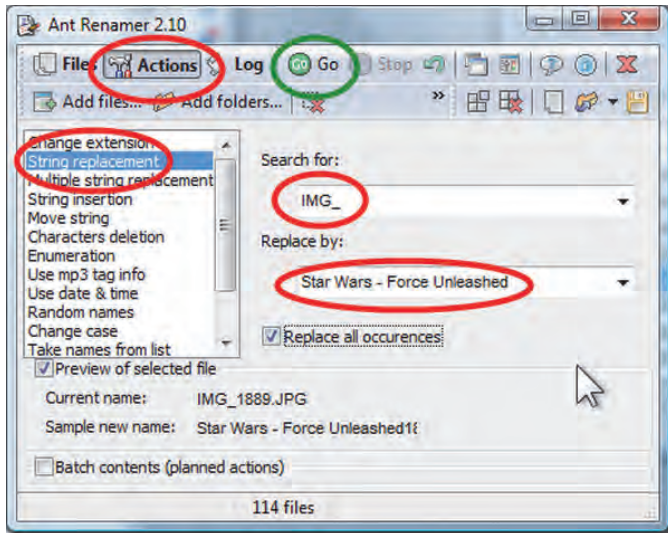 Ant Renamer 2.10
Files Actions Log Go Stop
Add files... Add folders... »
Change extension
String replacement
Multiple string replacement
String insertion
Move string
Characters deletion
Enumeration
Use mp3 tag info
Use date & time
Random names
Change case
Take names from list
Search for:
IMG_
Replace by:
Star Wars - Force Unleashed
Replace all occurences
Preview of selected file
Current name: IMG_1889.JPG
Sample new name: Star Wars - Force Unleashed18
Batch contents (planned actions)
114 files